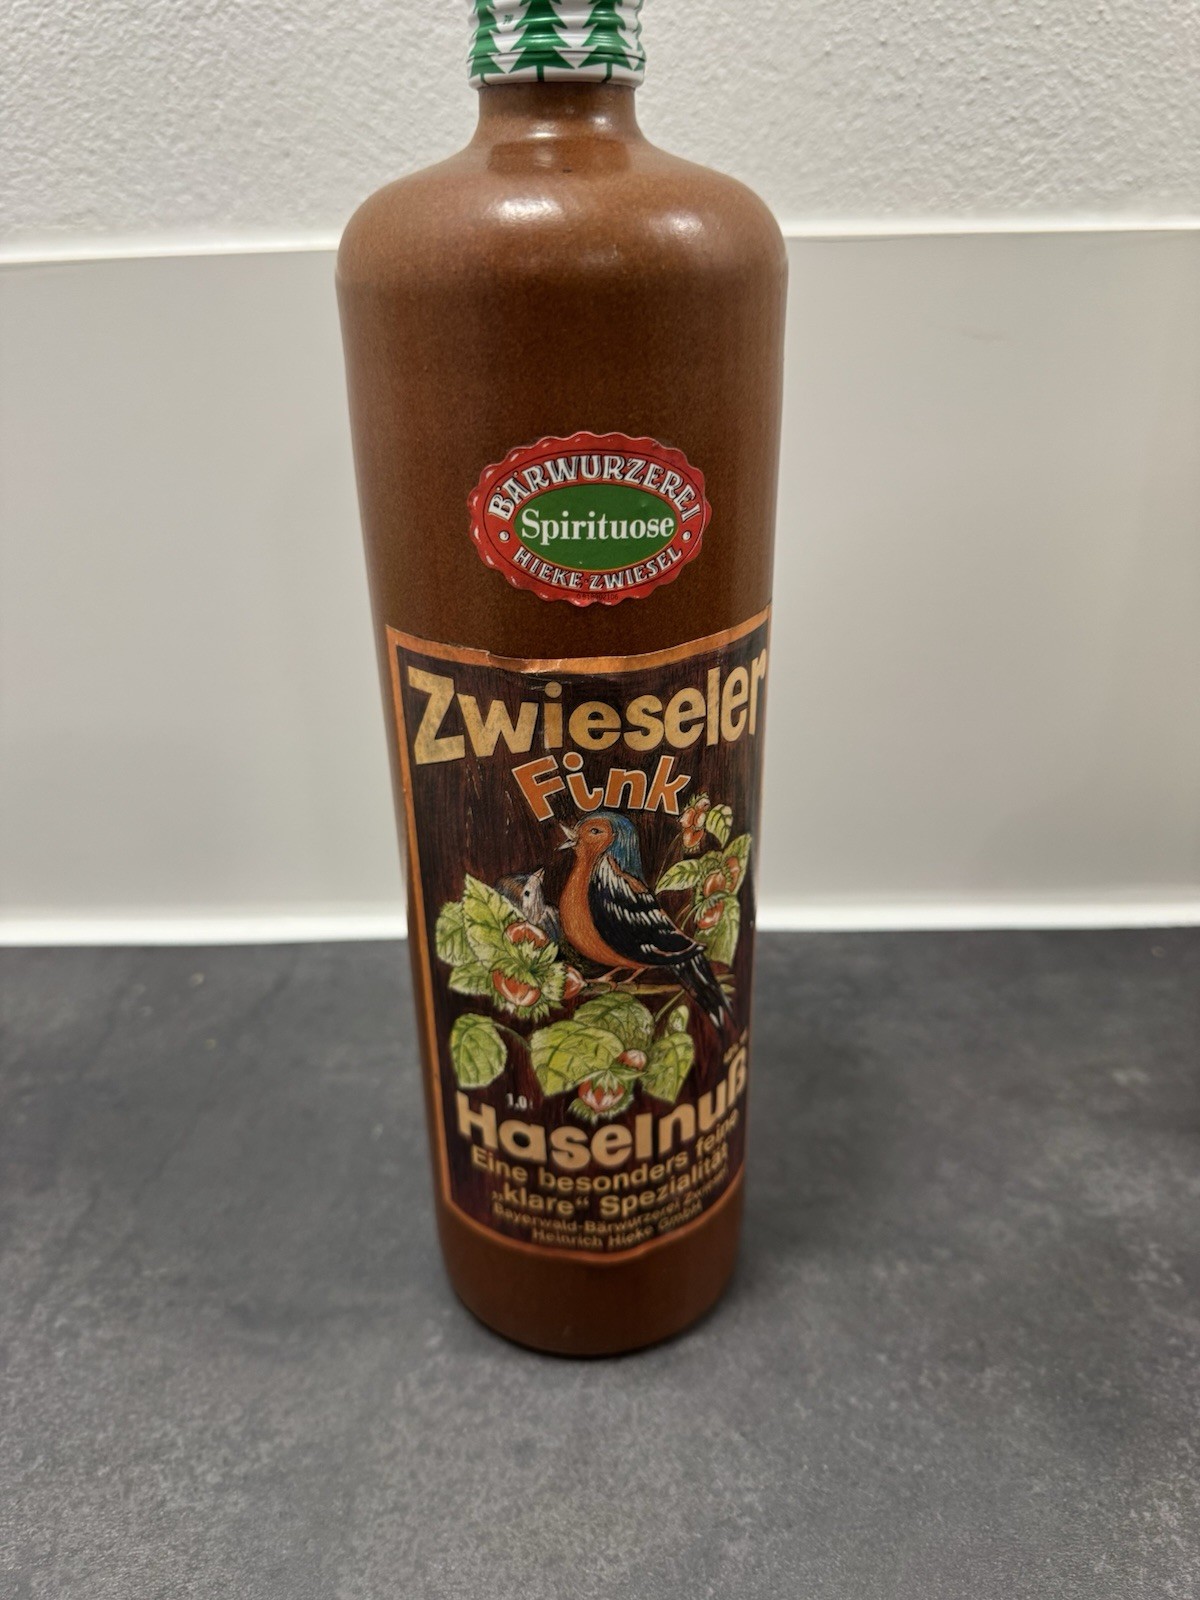 BÄRWURZEREI
Spirituose
HIEKE-ZWIESEL
Zwieseler
Fink
1,0 l
Haselnuß
Eine besonders feine
„klare“ Spezialität
Bayerwald-Bärwurzerei Zwiesel
Heinrich Hieke GmbH